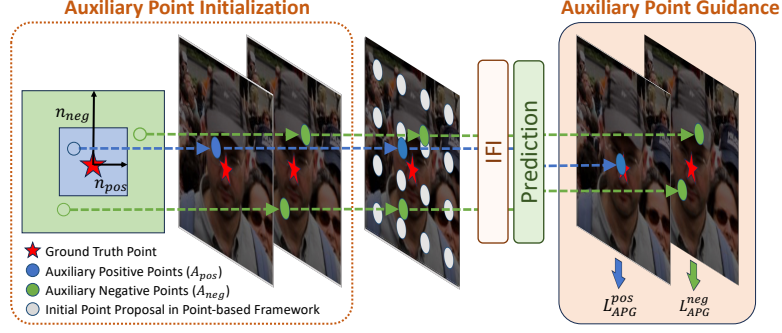 Auxiliary Point Initialization
Auxiliary Point Guidance
n_neg
n_pos
IFI
Prediction
Ground Truth Point
Auxiliary Positive Points (A_pos)
Auxiliary Negative Points (A_neg)
Initial Point Proposal in Point-based Framework
L_APG^pos
L_APG^neg